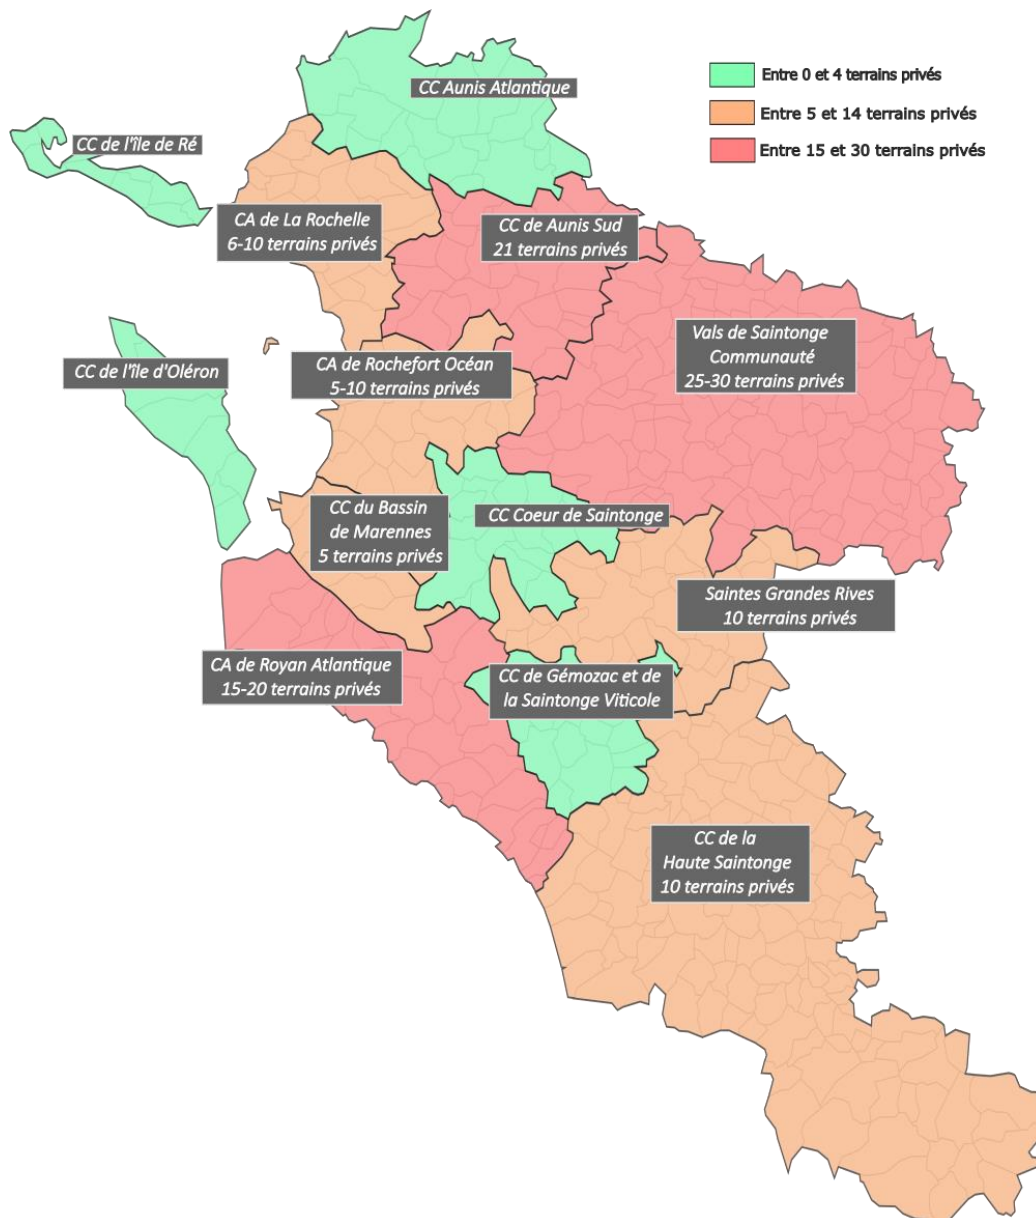 CC Aunis Atlantique
Entre 0 et 4 terrains privés
Entre 5 et 14 terrains privés
Entre 15 et 30 terrains privés
CC de l'île de Ré
CA de La Rochelle
6-10 terrains privés
CC de Aunis Sud
21 terrains privés
Vals de Saintonge
Communauté
25-30 terrains privés
CC de l'île d'Oléron
CA de Rochefort Océan
5-10 terrains privés
CC du Bassin
de Marennes
5 terrains privés
CC Coeur de Saintonge
Saintes Grandes Rives
10 terrains privés
CA de Royan Atlantique
15-20 terrains privés
CC de Gémozac et de
la Saintonge Viticole
CC de la
Haute Saintonge
10 terrains privés